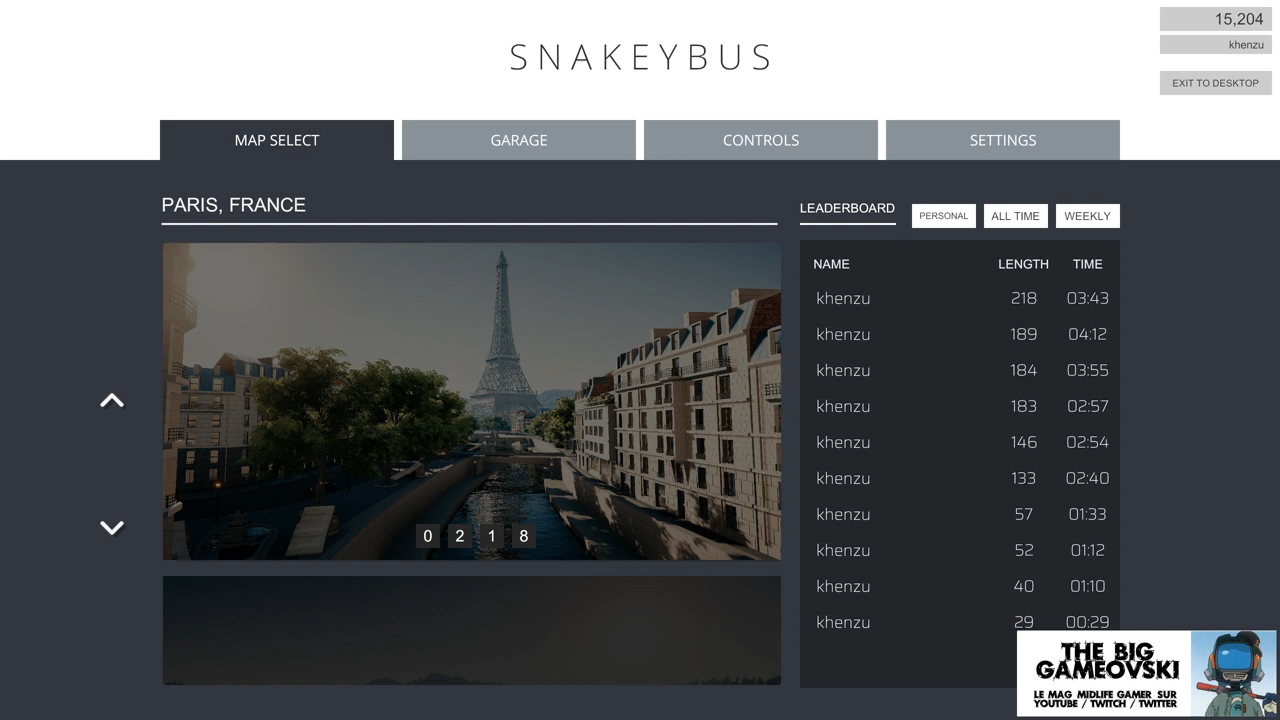 15,204
khenzu
SNAKEYBUS
EXIT TO DESKTOP
MAP SELECT GARAGE CONTROLS SETTINGS
PARIS, FRANCE
LEADERBOARD PERSONAL ALL TIME WEEKLY
NAME LENGTH TIME
khenzu 218 03:43
khenzu 189 04:12
khenzu 184 03:55
khenzu 183 02:57
khenzu 146 02:54
khenzu 133 02:40
khenzu 57 01:33
khenzu 52 01:12
khenzu 40 01:10
khenzu 29 00:29
0 2 1 8
THE BIG
GAMEOVSKI
LE MAG MIDLIFE GAMER SUR
YOUTUBE / TWITCH / TWITTER